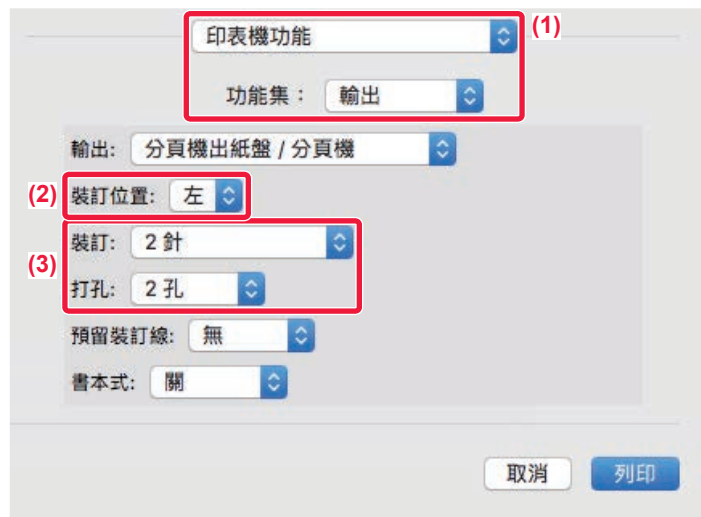 印表機功能 (1)
功能集： 輸出
輸出: 分頁機出紙盤 / 分頁機
(2) 裝訂位置: 左
裝訂: 2 針
(3)
打孔: 2 孔
預留裝訂線: 無
書本式: 關
取消 列印